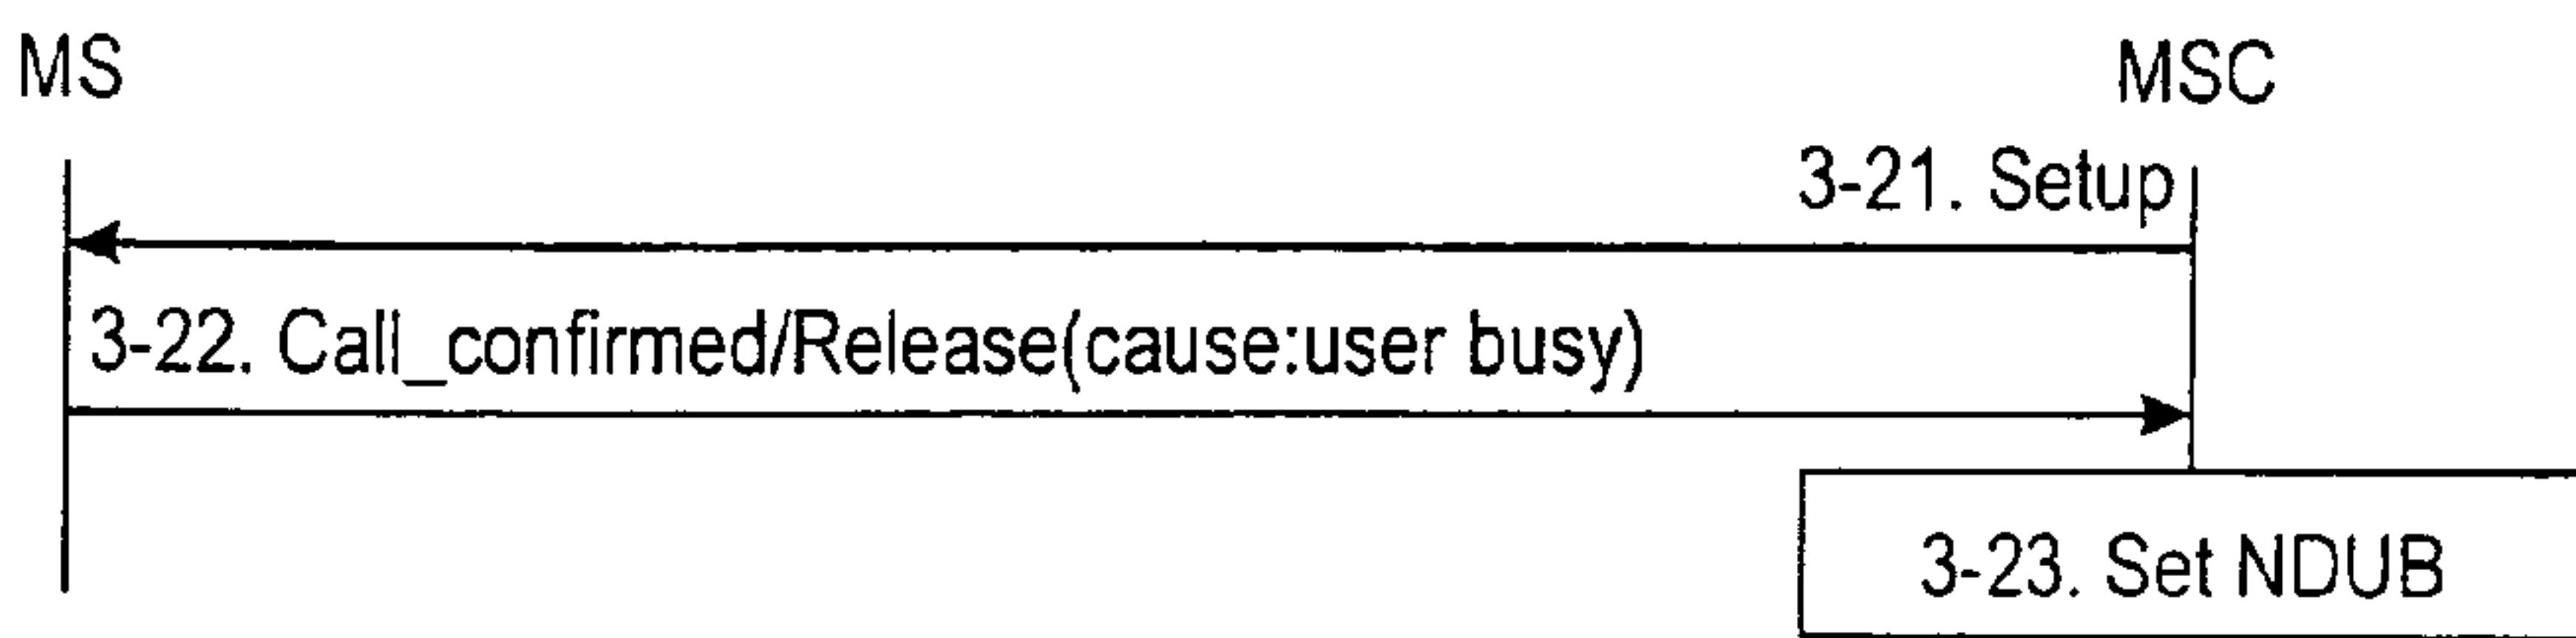 MS
MSC
3-21. Setup
3-22. Call_confirmed/Release(cause:user busy)
3-23. Set NDUB